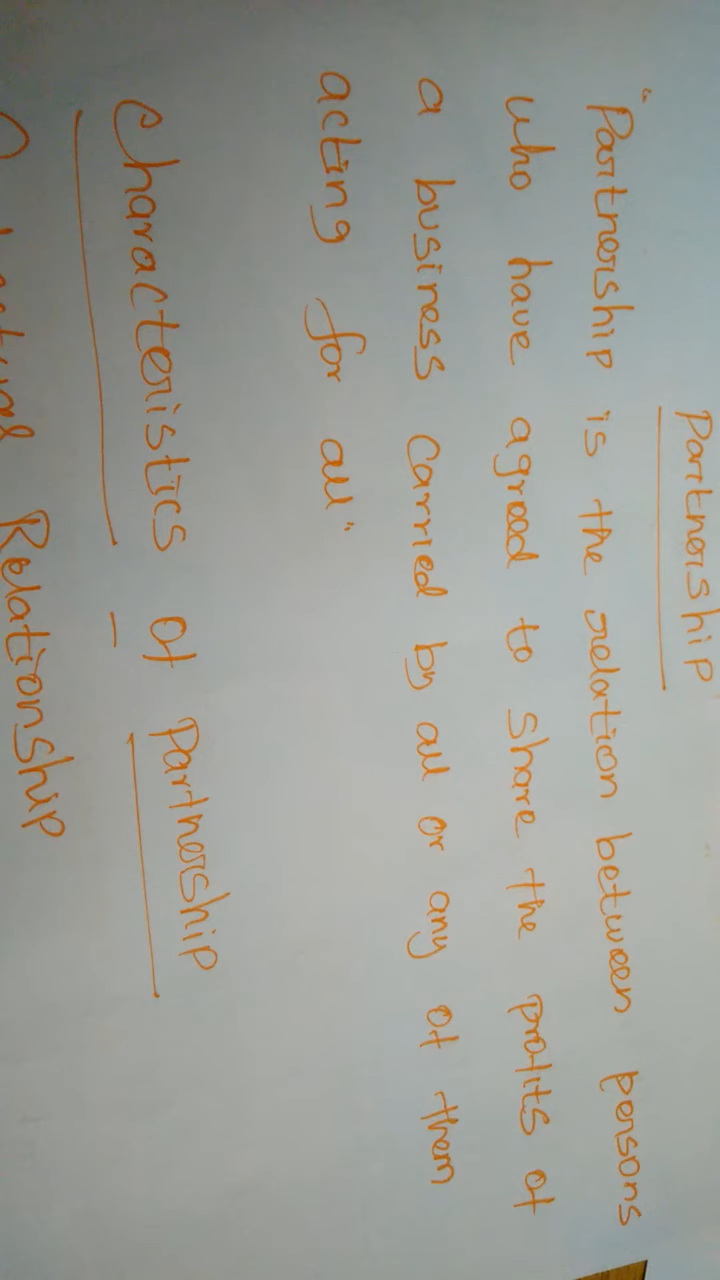 Partnership
"Partnership is the relation between persons
who have agreed to share the profits of
a business carried by all or any of them
acting for all"
Characteristics of Partnership
Relationship